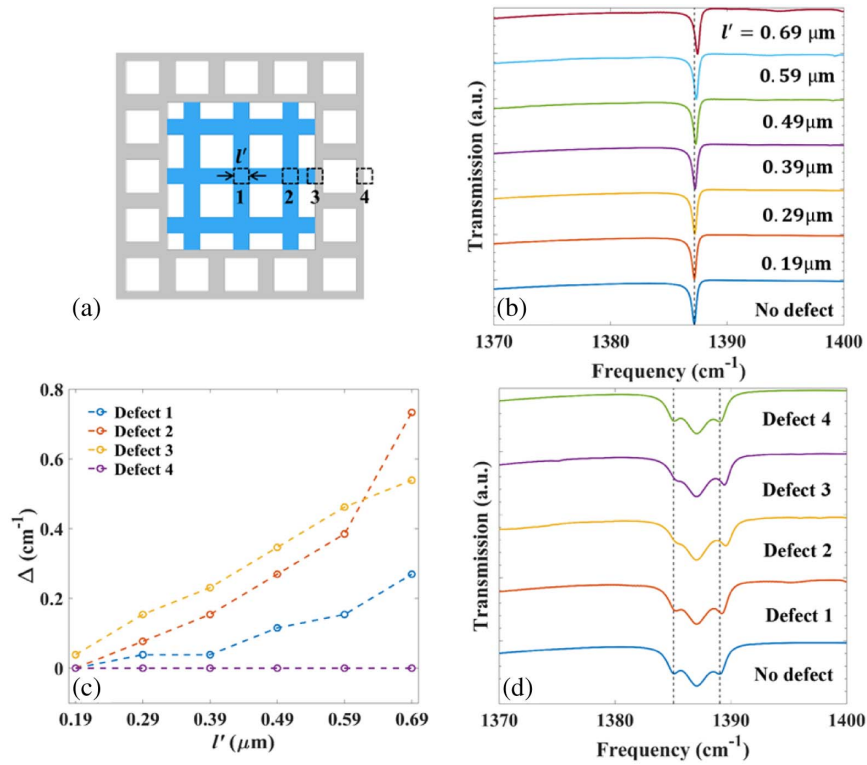 l'
1
2
3
4
(a)
Transmission (a.u.)
l' = 0.69 μm
0.59 μm
0.49μm
0.39μm
0.29μm
0.19μm
No defect
(b)
1370
1380
1390
1400
Frequency (cm⁻¹)
Δ (cm⁻¹)
0.8
0.6
0.4
0.2
0
Defect 1
Defect 2
Defect 3
Defect 4
(c)
0.19
0.29
0.39
0.49
0.59
0.69
l' (μm)
Transmission (a.u.)
Defect 4
Defect 3
Defect 2
Defect 1
No defect
(d)
1370
1380
1390
1400
Frequency (cm⁻¹)